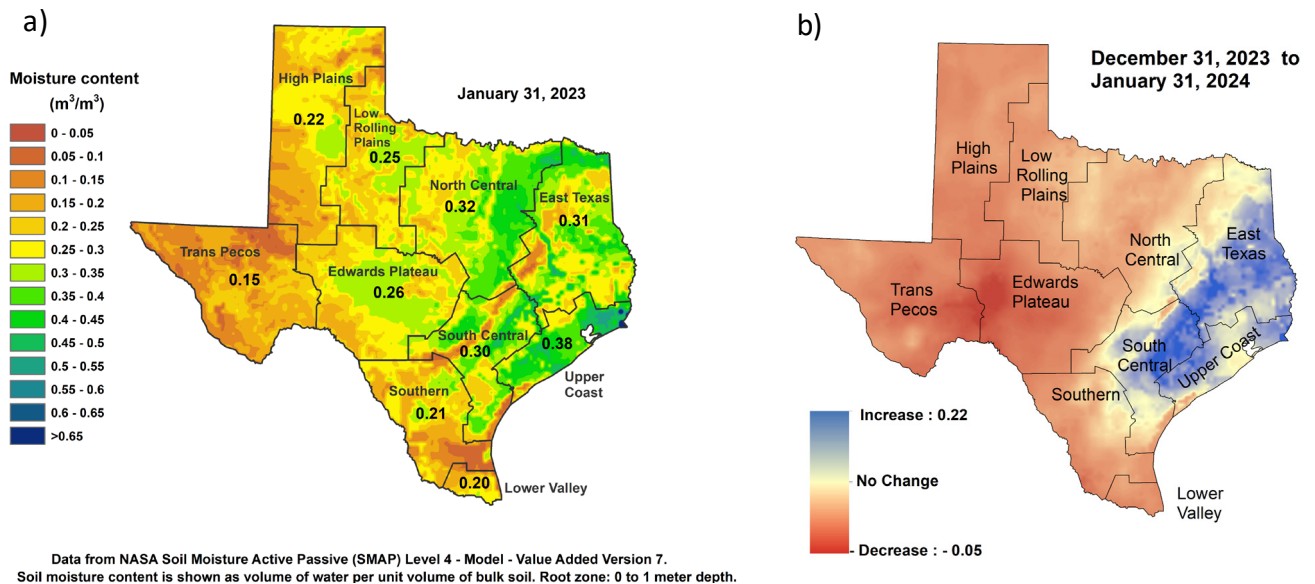 a)
Moisture content
(m³/m³)
0 - 0.05
0.05 - 0.1
0.1 - 0.15
0.15 - 0.2
0.2 - 0.25
0.25 - 0.3
0.3 - 0.35
0.35 - 0.4
0.4 - 0.45
0.45 - 0.5
0.5 - 0.55
0.55 - 0.6
0.6 - 0.65
>0.65
January 31, 2023
High Plains
0.22
Low
Rolling
Plains
0.25
North Central
0.32
East Texas
0.31
Trans Pecos
0.15
Edwards Plateau
0.26
South Central
0.30
0.38
Upper
Coast
Southern
0.21
0.20
Lower Valley
Data from NASA Soil Moisture Active Passive (SMAP) Level 4 - Model - Value Added Version 7.
Soil moisture content is shown as volume of water per unit volume of bulk soil. Root zone: 0 to 1 meter depth.
b)
December 31, 2023 to
January 31, 2024
High
Plains
Low
Rolling
Plains
North
Central
East
Texas
Trans
Pecos
Edwards
Plateau
South
Central
Upper Coast
Southern
Lower
Valley
Increase : 0.22
No Change
Decrease : - 0.05